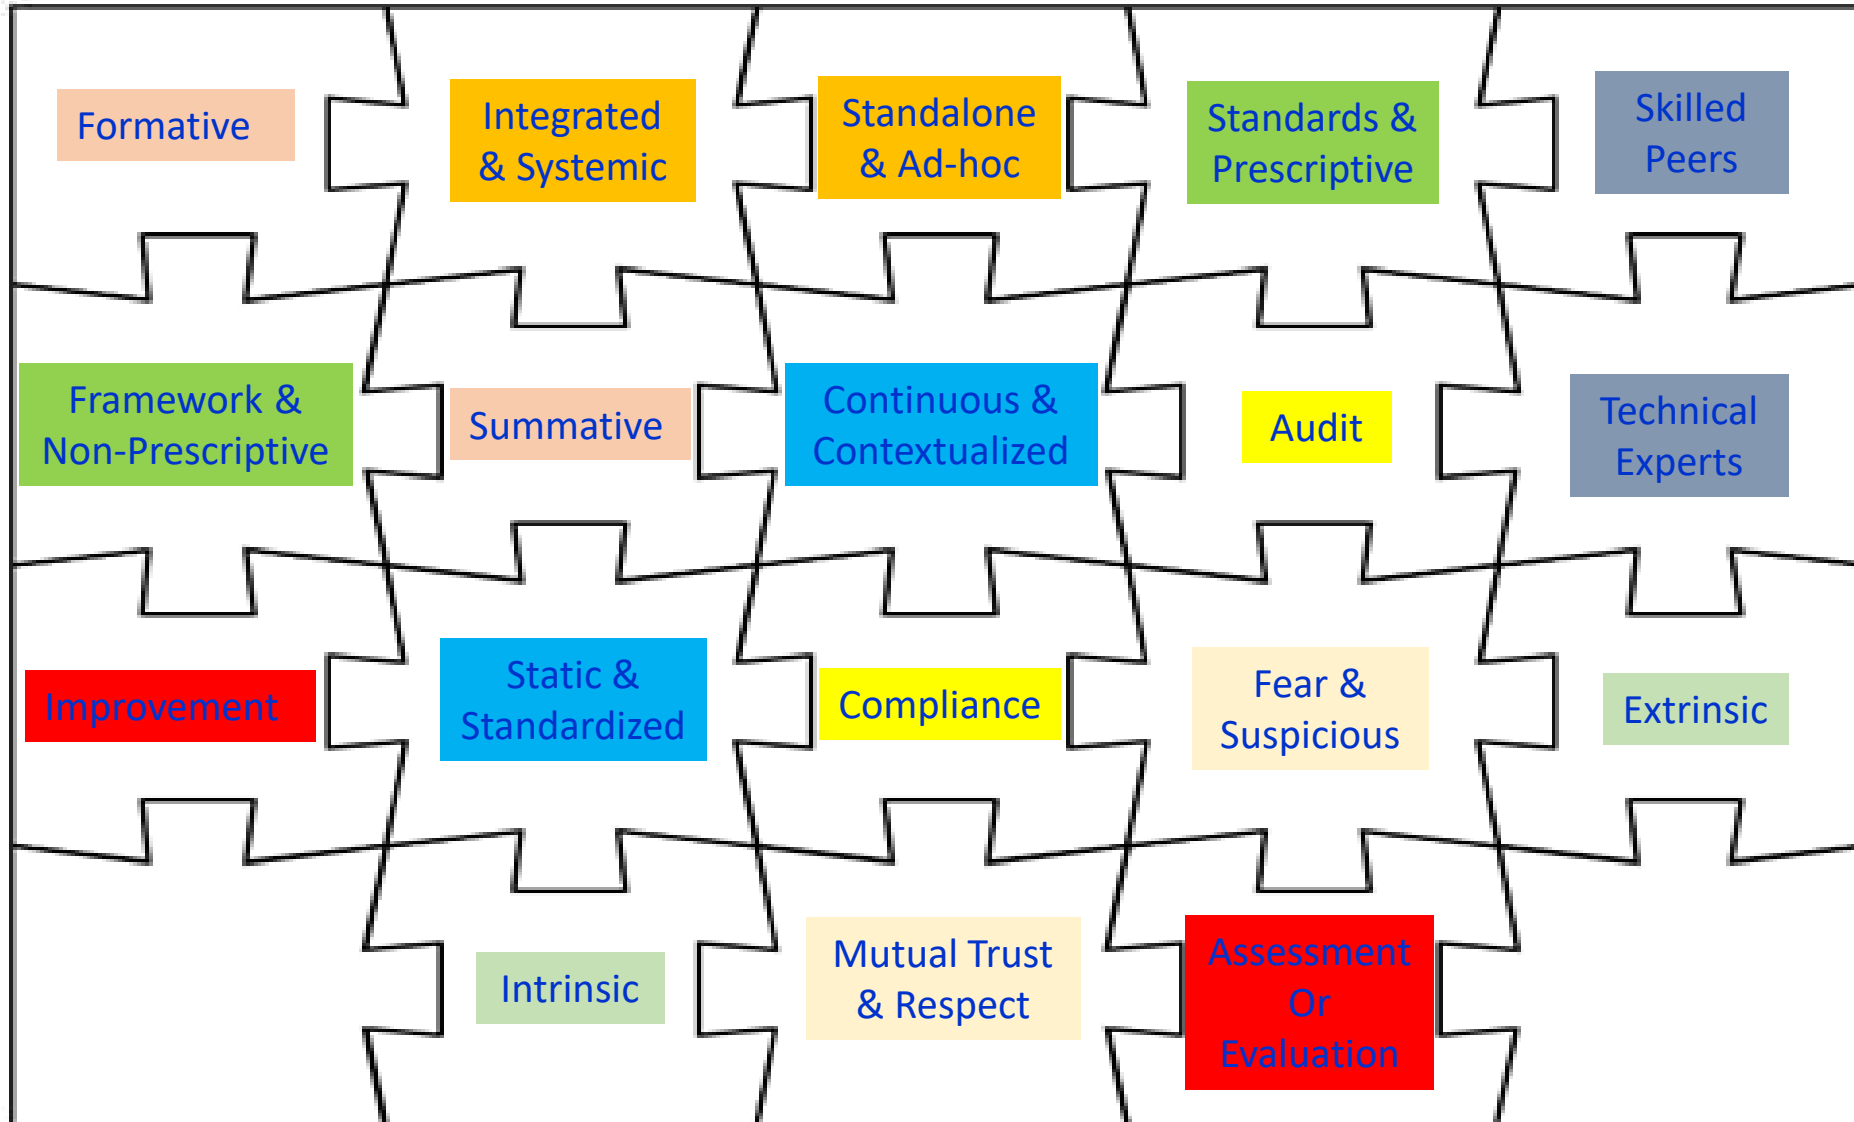 Formative
Integrated
& Systemic
Standalone
& Ad-hoc
Standards &
Prescriptive
Skilled
Peers
Framework &
Non-Prescriptive
Summative
Continuous &
Contextualized
Audit
Technical
Experts
Improvement
Static &
Standardized
Compliance
Fear &
Suspicious
Extrinsic
Intrinsic
Mutual Trust
& Respect
Assessment
Or
Evaluation